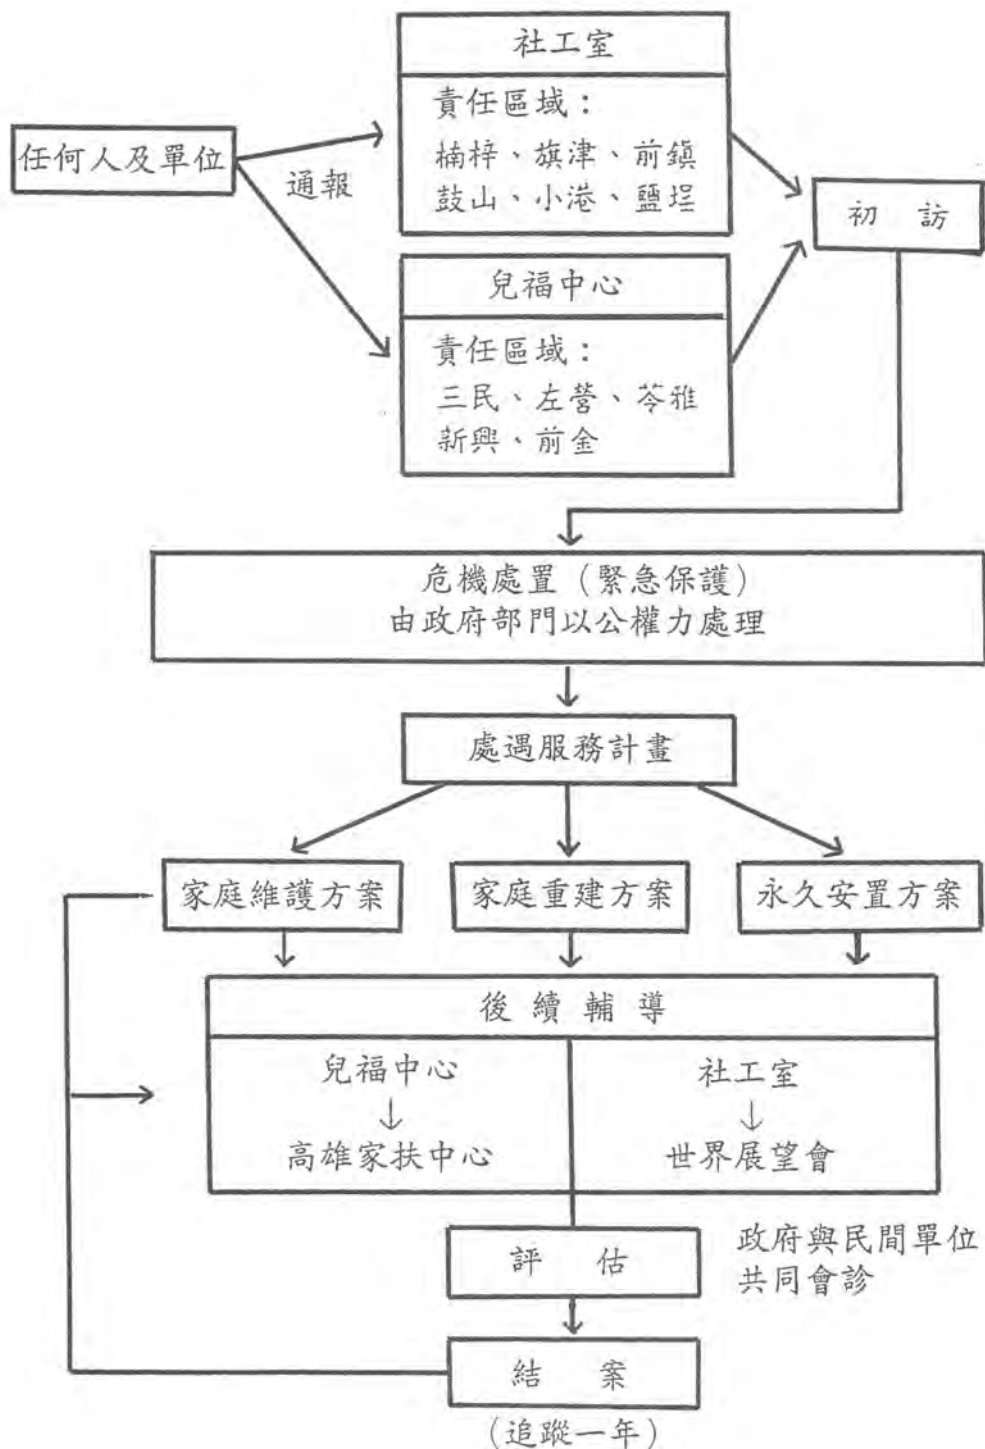 社工室
責任區域：
楠梓、旗津、前鎮
鼓山、小港、鹽埕
任何人及單位
通報
初訪
兒福中心
責任區域：
三民、左營、苓雅
新興、前金
危機處置（緊急保護）
由政府部門以公權力處理
處遇服務計畫
家庭維護方案
家庭重建方案
永久安置方案
後續輔導
兒福中心
↓
高雄家扶中心
社工室
↓
世界展望會
評估
政府與民間單位
共同會診
結案
（追蹤一年）